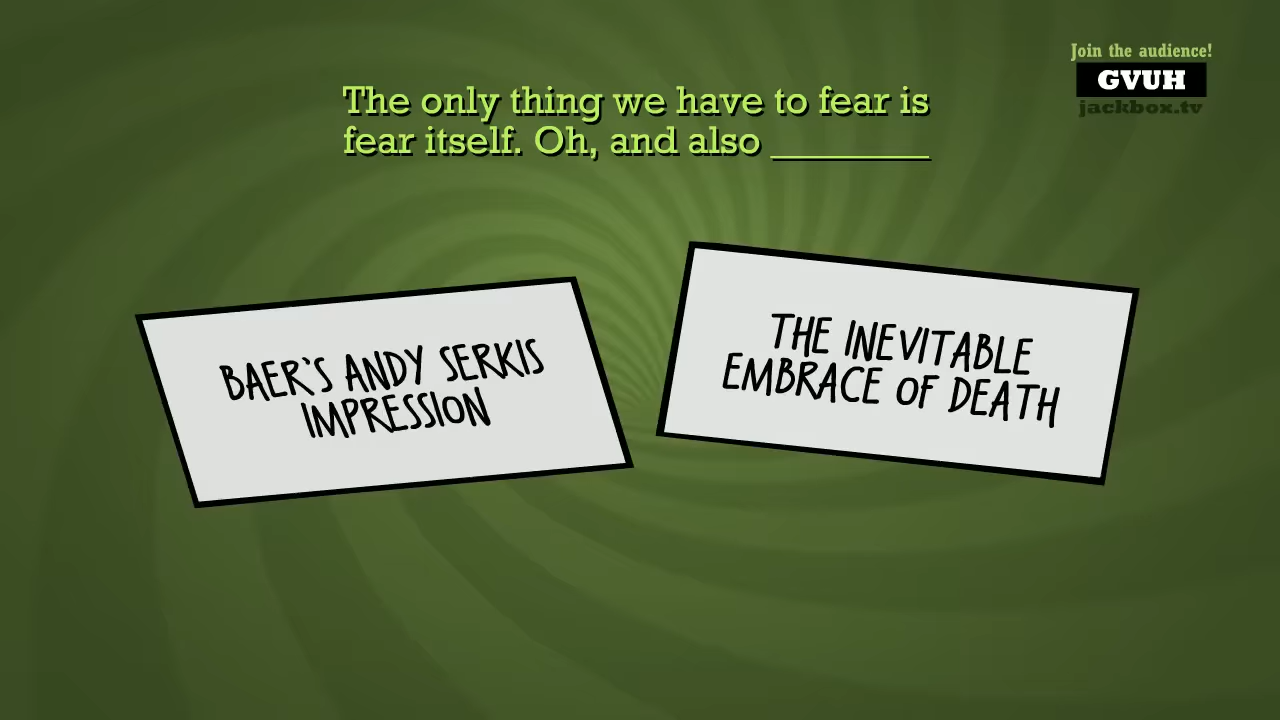 Join the audience!
GVUH
jackbox.tv
The only thing we have to fear is
fear itself. Oh, and also ________
BAER'S ANDY SERKIS
IMPRESSION
THE INEVITABLE
EMBRACE OF DEATH